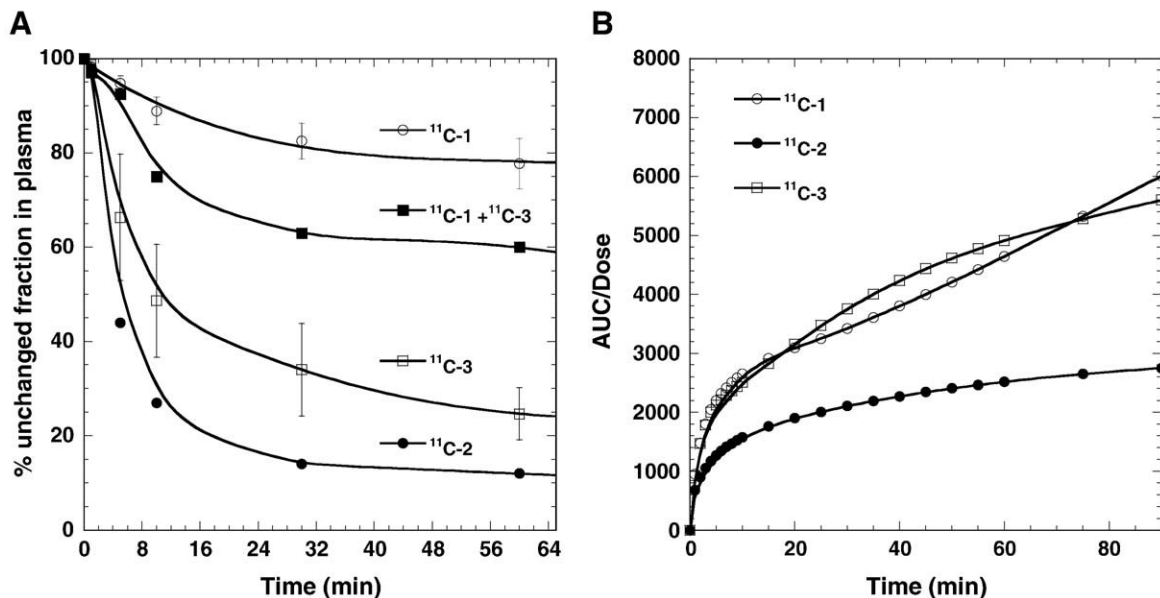 A
% unchanged fraction in plasma
100
80
60
40
20
0
¹¹C-1
¹¹C-1 +¹¹C-3
¹¹C-3
¹¹C-2
0 8 16 24 32 40 48 56 64
Time (min)
B
AUC/Dose
8000
7000
6000
5000
4000
3000
2000
1000
0
¹¹C-1
¹¹C-2
¹¹C-3
0 20 40 60 80
Time (min)